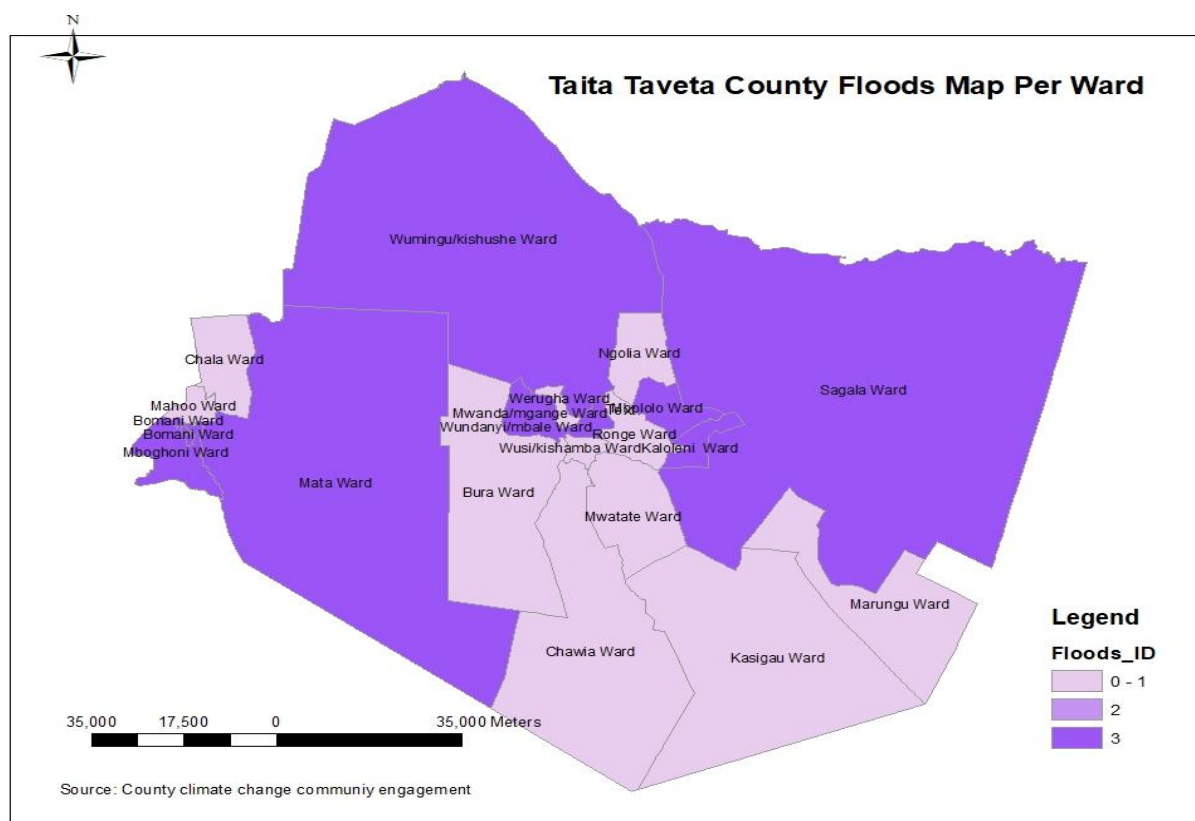 N
Taita Taveta County Floods Map Per Ward
Wumingu/kishushe Ward
Ngolia Ward
Chala Ward
Sagala Ward
Werugha Ward
Mahoo Ward
Mwanda/mgange Ward
Bomani Ward
Wundanyi/mbale Ward
Bomani Ward
Ronge Ward
Mboghoni Ward
Wusi/kishamba Ward
Kaloleni Ward
Mata Ward
Bura Ward
Mwatate Ward
Marungu Ward
Chawia Ward
Kasigau Ward
Legend
Floods_ID
0 - 1
2
3
35,000 17,500 0 35,000 Meters
Source: County climate change communiy engagement